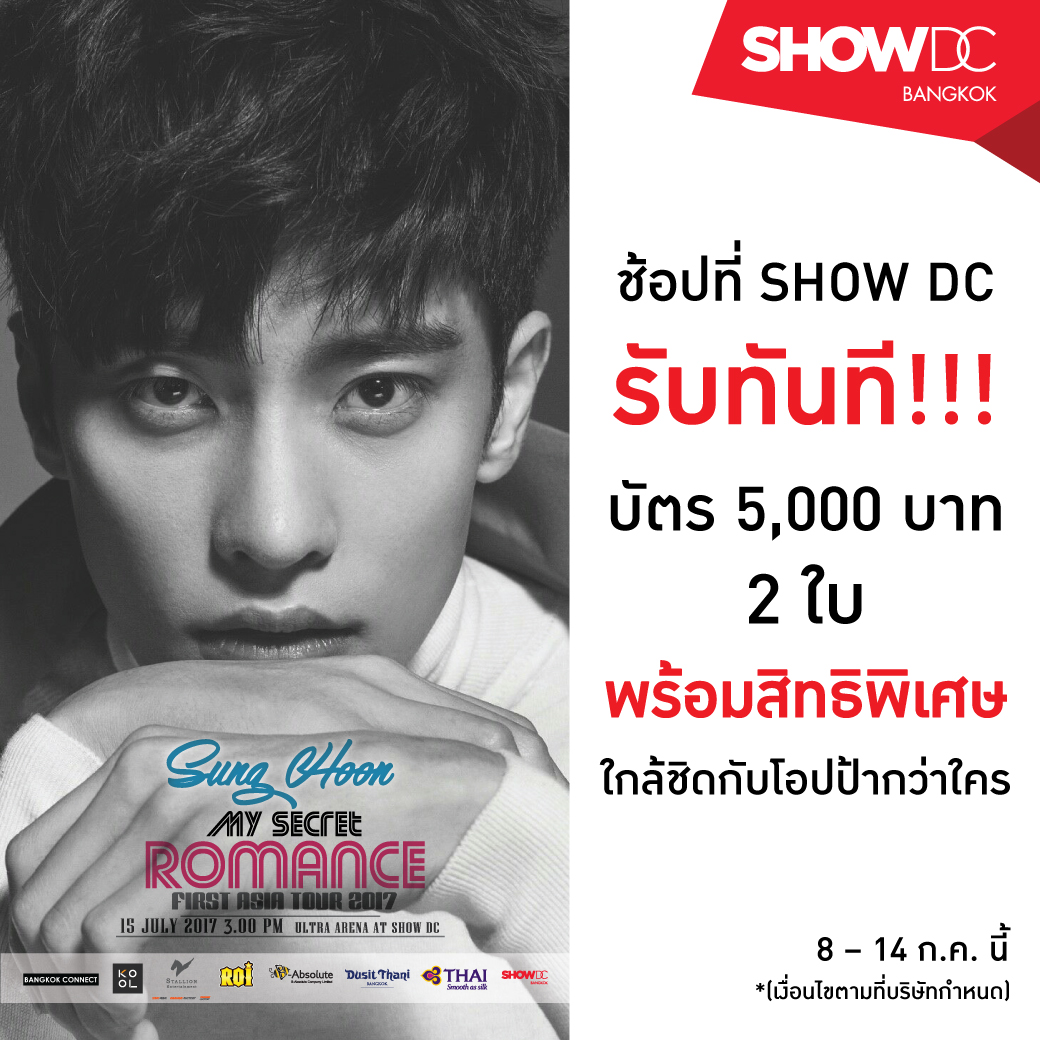 SHOWDC
BANGKOK
ช้อปที่ SHOW DC
รับทันที!!!
บัตร 5,000 บาท
2 ใบ
พร้อมสิทธิพิเศษ
ใกล้ชิดกับโอปป้ากว่าใคร
8 – 14 ก.ค. นี้
*(เงื่อนไขตามที่บริษัทกำหนด)
Sung Hoon
MY SECRET
ROMANCE
FIRST ASIA TOUR 2017
15 JULY 2017 3.00 PM ULTRA ARENA AT SHOW DC
BANGKOK CONNECT
KOOL
STALLION
Entertainment
ROI
Absolute
Dusit Thani
BANGKOK
THAI
Smooth as silk
SHOWDC
BANGKOK